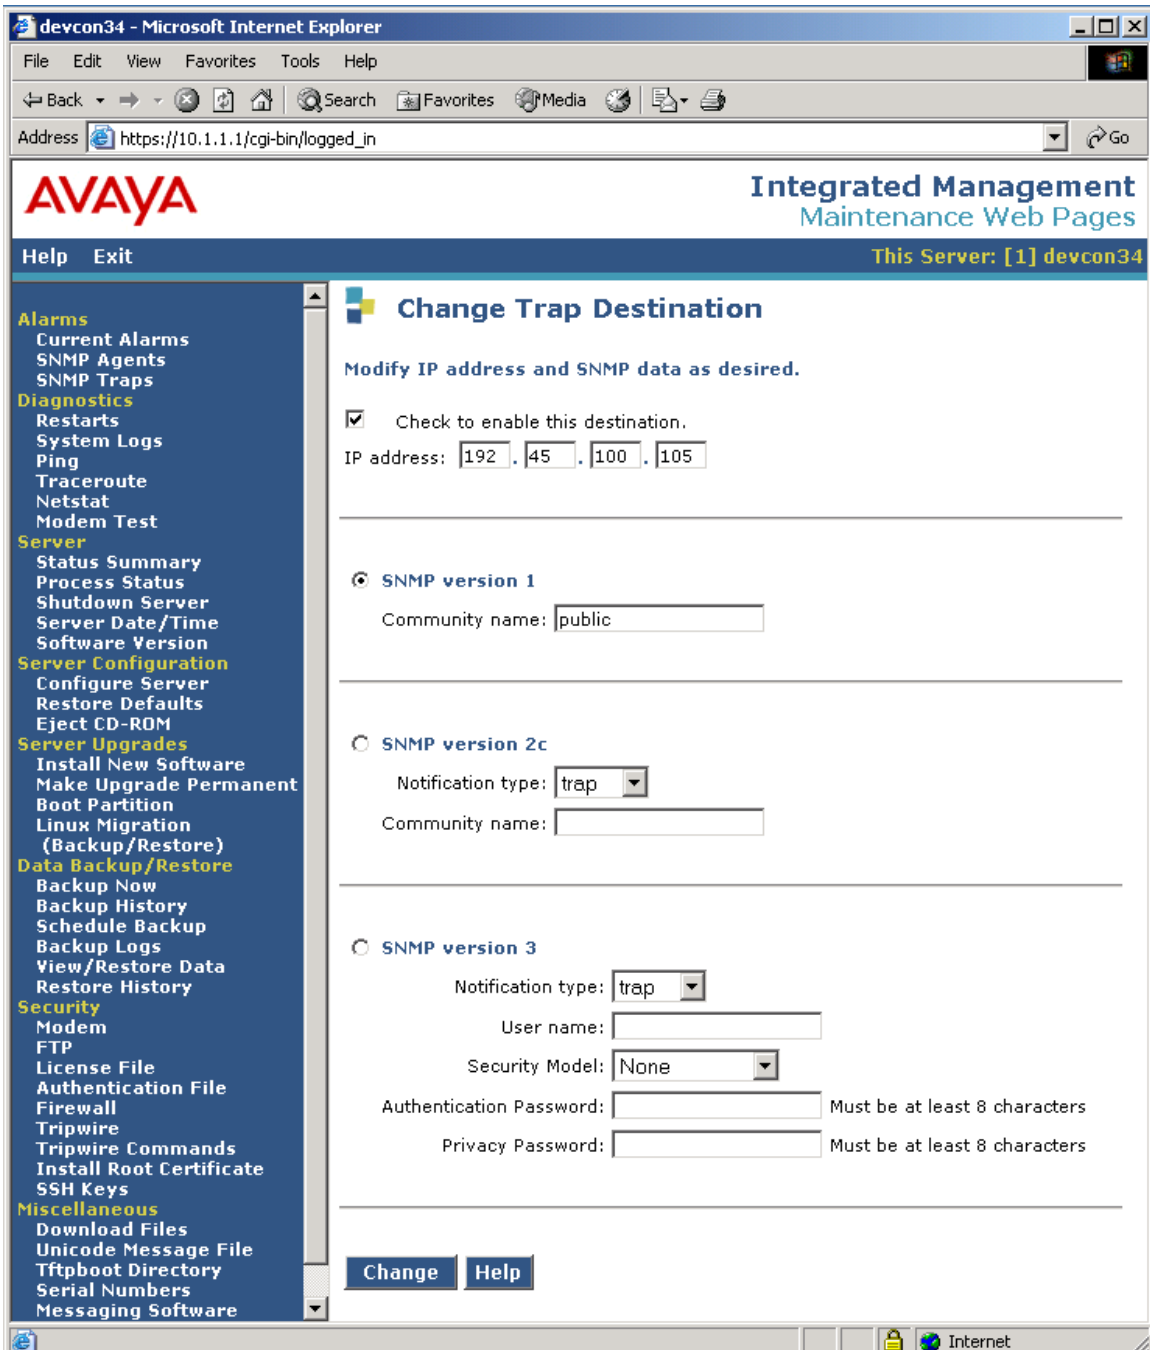 devcon34 - Microsoft Internet Explorer
File Edit View Favorites Tools Help
Back Search Favorites Media
Address https://10.1.1.1/cgi-bin/logged_in Go
AVAYA
Integrated Management
Maintenance Web Pages
Help Exit
This Server: [1] devcon34
Alarms
Current Alarms
SNMP Agents
SNMP Traps
Diagnostics
Restarts
System Logs
Ping
Traceroute
Netstat
Modem Test
Server
Status Summary
Process Status
Shutdown Server
Server Date/Time
Software Version
Server Configuration
Configure Server
Restore Defaults
Eject CD-ROM
Server Upgrades
Install New Software
Make Upgrade Permanent
Boot Partition
Linux Migration
(Backup/Restore)
Data Backup/Restore
Backup Now
Backup History
Schedule Backup
Backup Logs
View/Restore Data
Restore History
Security
Modem
FTP
License File
Authentication File
Firewall
Tripwire
Tripwire Commands
Install Root Certificate
SSH Keys
Miscellaneous
Download Files
Unicode Message File
Tftpboot Directory
Serial Numbers
Messaging Software
Change Trap Destination
Modify IP address and SNMP data as desired.
Check to enable this destination.
IP address: 192 . 45 . 100 . 105
SNMP version 1
Community name: public
SNMP version 2c
Notification type: trap
Community name:
SNMP version 3
Notification type: trap
User name:
Security Model: None
Authentication Password: Must be at least 8 characters
Privacy Password: Must be at least 8 characters
Change Help
Internet